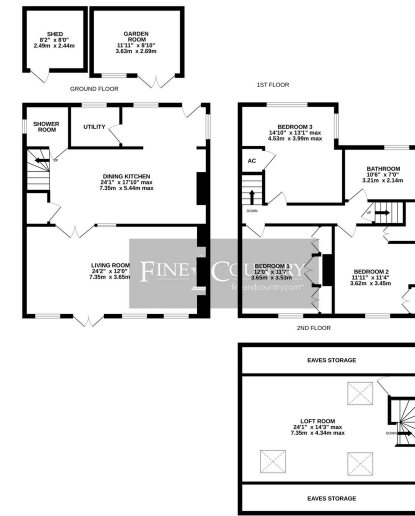 SHED
8'2" x 8'0"
2.49m x 2.44m
GARDEN
ROOM
11'11" x 8'10"
3.63m x 2.69m
GROUND FLOOR
1ST FLOOR
SHOWER
ROOM
UTILITY
UP
DINING KITCHEN
24'1" x 17'10" max
7.35m x 5.44m max
LIVING ROOM
24'2" x 12'0"
7.35m x 3.65m
BEDROOM 3
14'10" x 13'1" max
4.53m x 3.99m max
AC
BATHROOM
10'6" x 7'0"
3.21m x 2.14m
DOWN
UP
FINE & COUNTRY
fineandcountry.com
12'0" x 11'7"
3.65m x 3.53m
BEDROOM 2
11'11" x 11'4"
3.62m x 3.45m
2ND FLOOR
EAVES STORAGE
LOFT ROOM
24'1" x 14'3" max
7.35m x 4.34m max
DOWN
EAVES STORAGE